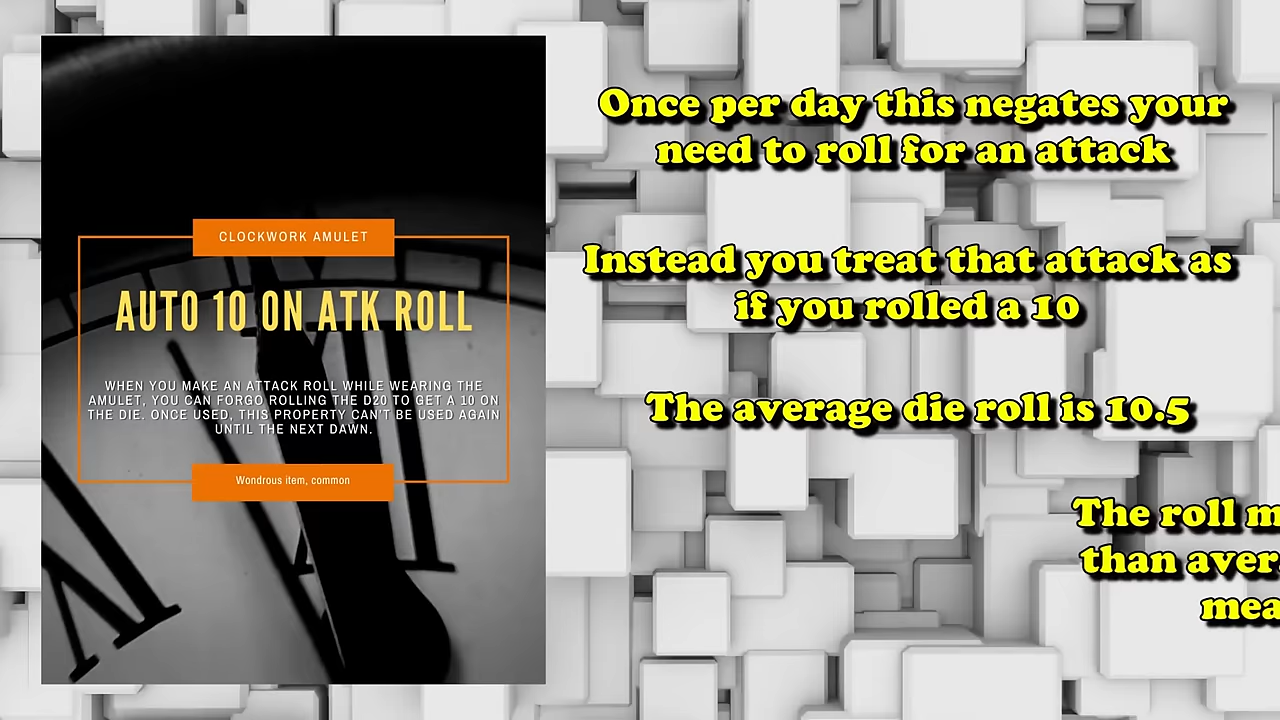 CLOCKWORK AMULET
AUTO 10 ON ATK ROLL
WHEN YOU MAKE AN ATTACK ROLL WHILE WEARING THE
AMULET, YOU CAN FORGO ROLLING THE D20 TO GET A 10 ON
THE DIE. ONCE USED, THIS PROPERTY CAN'T BE USED AGAIN
UNTIL THE NEXT DAWN.
Wondrous item, common
Once per day this negates your
need to roll for an attack
Instead you treat that attack as
if you rolled a 10
The average die roll is 10.5
The roll
than